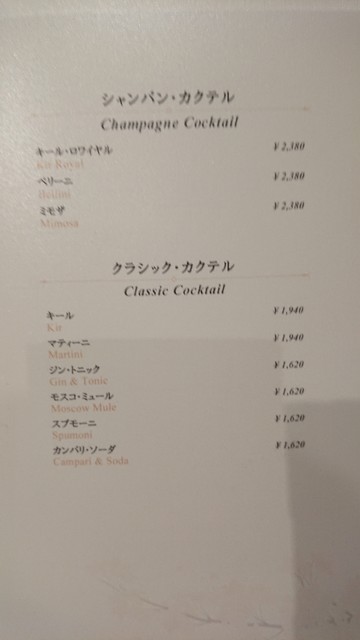 シャンパン・カクテル
Champagne Cocktail
キール・ロワイヤル ¥2,380
Kir Royal
ベリーニ ¥2,380
Bellini
ミモザ ¥2,380
Mimosa
クラシック・カクテル
Classic Cocktail
キール ¥1,940
Kir
マティーニ ¥1,940
Martini
ジン・トニック ¥1,620
Gin & Tonic
モスコ・ミュール ¥1,620
Moscow Mule
スプモーニ ¥1,620
Spumoni
カンパリ・ソーダ ¥1,620
Campari & Soda